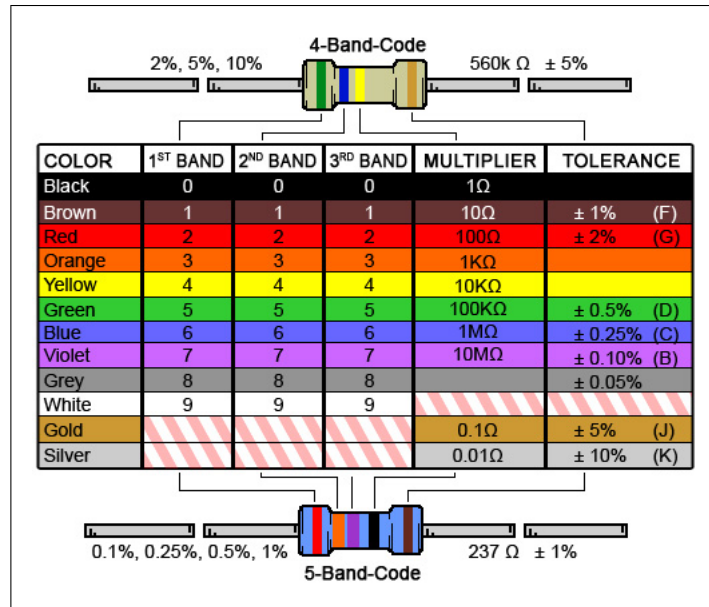 4-Band-Code
2%, 5%, 10% 560k Ω ± 5%
COLOR 1ST BAND 2ND BAND 3RD BAND MULTIPLIER TOLERANCE
Black 0 0 0 1Ω
Brown 1 1 1 10Ω ± 1% (F)
Red 2 2 2 100Ω ± 2% (G)
Orange 3 3 3 1KΩ
Yellow 4 4 4 10KΩ
Green 5 5 5 100KΩ ± 0.5% (D)
Blue 6 6 6 1MΩ ± 0.25% (C)
Violet 7 7 7 10MΩ ± 0.10% (B)
Grey 8 8 8 ± 0.05%
White 9 9 9
Gold 0.1Ω ± 5% (J)
Silver 0.01Ω ± 10% (K)
0.1%, 0.25%, 0.5%, 1% 237 Ω ± 1%
5-Band-Code